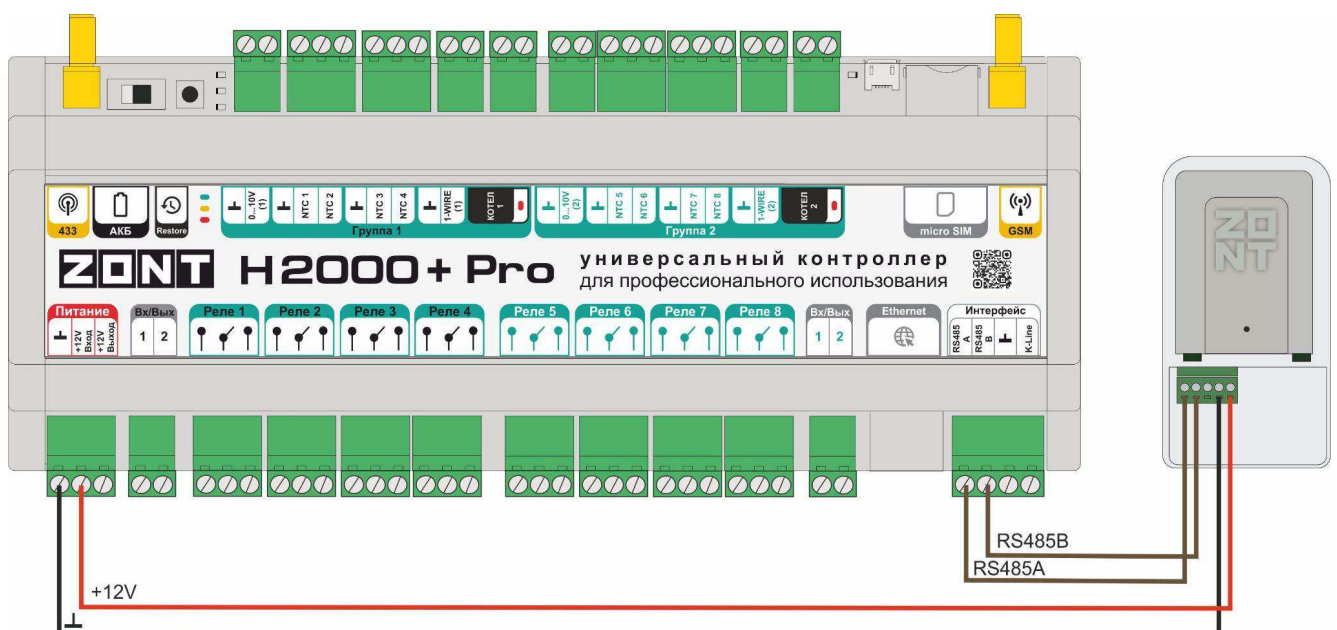 433
АКБ
Restore
0...10V (1)
NTC 1
NTC 2
NTC 3
NTC 4
1-WIRE (1)
КОТЕЛ 1
Группа 1
0...10V (2)
NTC 5
NTC 6
NTC 7
NTC 8
1-WIRE (2)
КОТЕЛ 2
Группа 2
micro SIM
GSM
ZONT H2000+ Pro
универсальный контроллер
для профессионального использования
ZONT
Питание
+12V Вход
+12V Выход
Вх/Вых
1 2
Реле 1
Реле 2
Реле 3
Реле 4
Реле 5
Реле 6
Реле 7
Реле 8
Вх/Вых
1 2
Ethernet
Интерфейс
RS485 A
RS485 B
K-Line
RS485B
RS485A
+12V